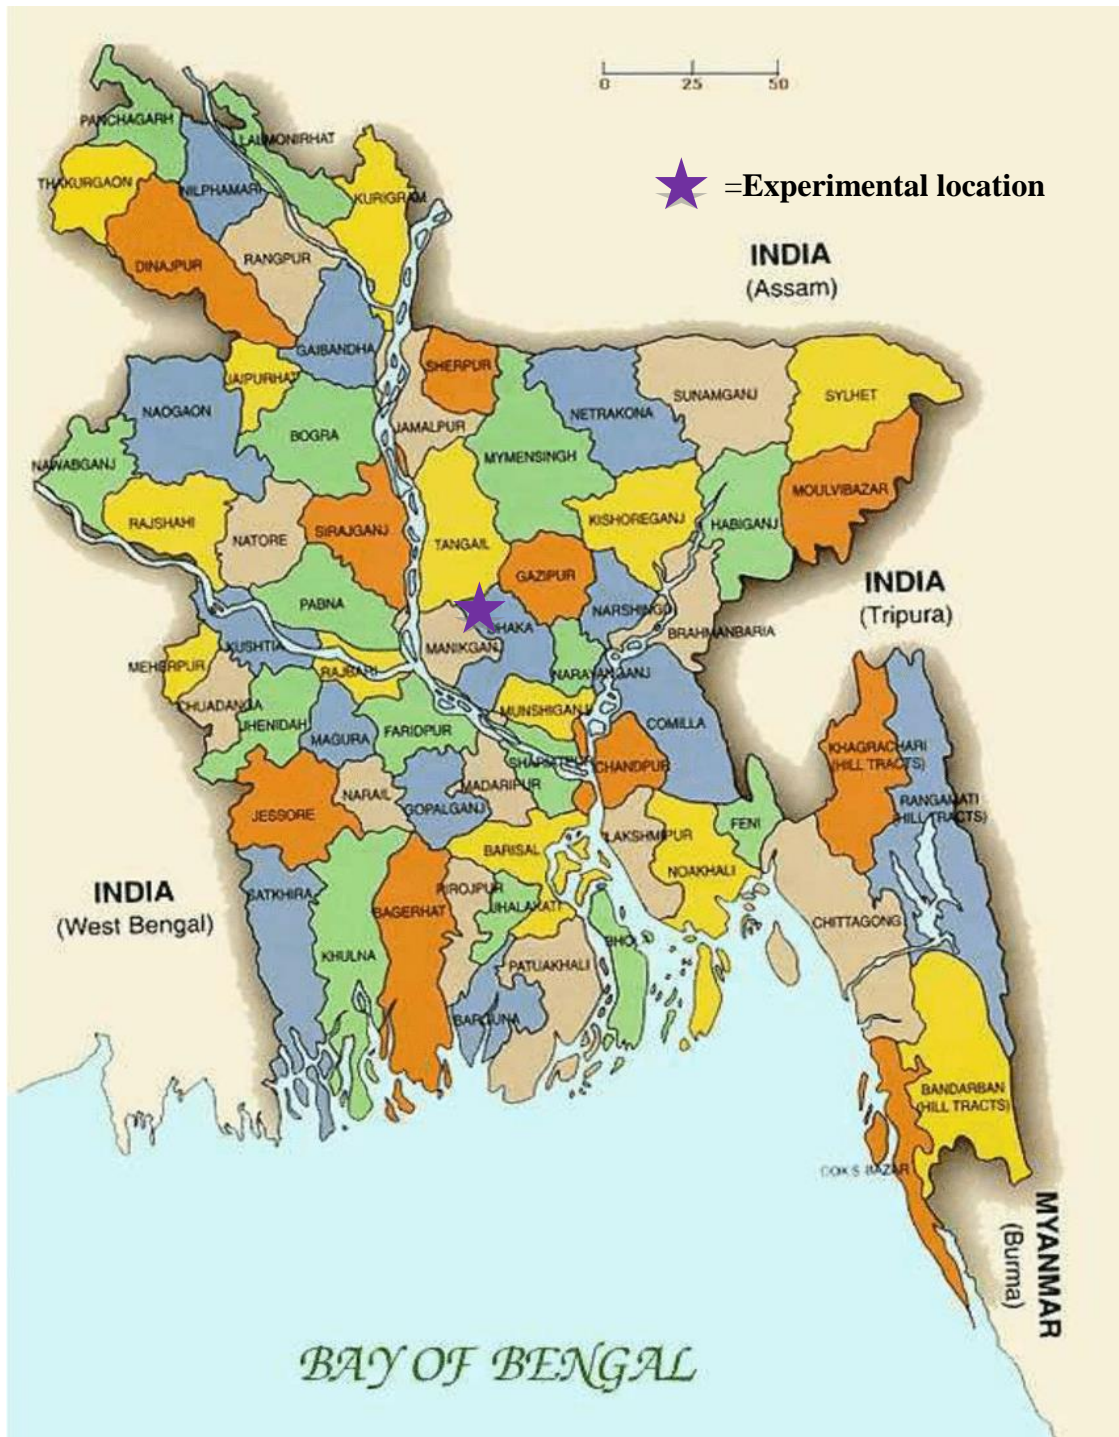 0 25 50
=Experimental location
PANCHAGARH
LALMONIRHAT
THAKURGAON
NILPHAMARI
KURIGRAM
DINAJPUR
RANGPUR
INDIA
(Assam)
GAIBANDHA
JAIPURHAT
SHERPUR
NAOGAON
BOGRA
JAMALPUR
NETRAKONA
SUNAMGANJ
SYLHET
NAWABGANJ
MYMENSINGH
MOULVIBAZAR
RAJSHAHI
NATORE
SIRAJGANJ
TANGAIL
KISHOREGANJ
HABIGANJ
GAZIPUR
INDIA
(Tripura)
PABNA
NARSHINGDI
DHAKA
BRAHMANBARIA
KUSHTIA
MANIKGANJ
MEHERPUR
RAJBARI
NARAYANGANJ
CHUADANGA
JHENIDAH
MAGURA
FARIDPUR
MUNSHIGANJ
COMILLA
SHARIATPUR
CHANDPUR
KHAGRACHARI
(HILL TRACTS)
JESSORE
NARAIL
GOPALGANJ
MADARIPUR
RANGAMATI
(HILL TRACTS)
BARISAL
LAKSHMIPUR
FENI
NOAKHALI
INDIA
(West Bengal)
SATKHIRA
KHULNA
BAGERHAT
PIROJPUR
JHALAKATI
CHITTAGONG
BHOLA
PATUAKHALI
BARGUNA
BANDARBAN
(HILL TRACTS)
COKS BAZAR
MYANMAR
(Burma)
BAY OF BENGAL